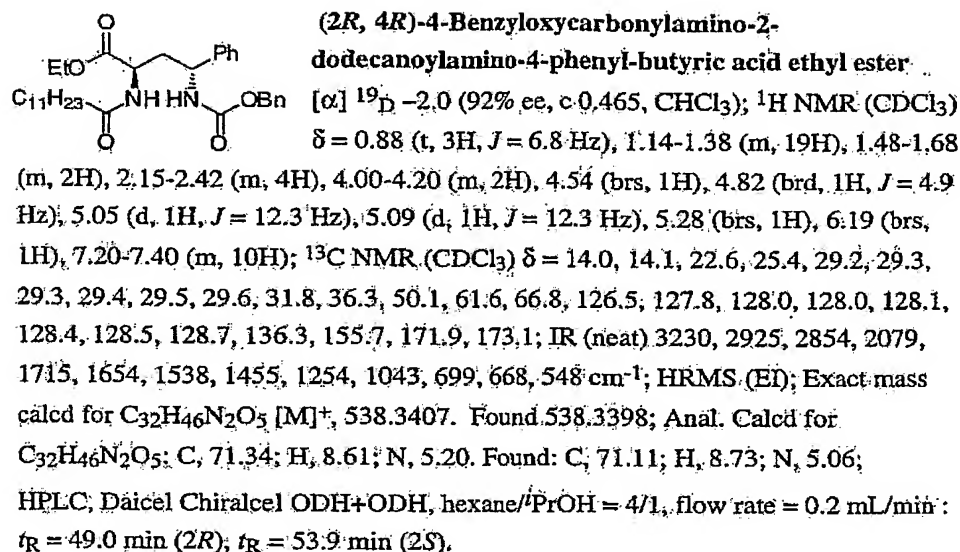 O
EtO
Ph
C11H23
NH HN
OBn
O O
(2R, 4R)-4-Benzyloxycarbonylamino-2-
dodecanoylamino-4-phenyl-butyric acid ethyl ester
[α] ¹⁹D –2.0 (92% ee, c 0.465, CHCl₃); ¹H NMR (CDCl₃)
δ = 0.88 (t, 3H, J = 6.8 Hz), 1.14-1.38 (m, 19H), 1.48-1.68
(m, 2H), 2.15-2.42 (m, 4H), 4.00-4.20 (m, 2H), 4.54 (brs, 1H), 4.82 (brd, 1H, J = 4.9
Hz), 5.05 (d, 1H, J = 12.3 Hz), 5.09 (d, 1H, J = 12.3 Hz), 5.28 (brs, 1H), 6.19 (brs,
1H), 7.20-7.40 (m, 10H); ¹³C NMR (CDCl₃) δ = 14.0, 14.1, 22.6, 25.4, 29.2, 29.3,
29.3, 29.4, 29.5, 29.6, 31.8, 36.3, 50.1, 61.6, 66.8, 126.5, 127.8, 128.0, 128.0, 128.1,
128.4, 128.5, 128.7, 136.3, 155.7, 171.9, 173.1; IR (neat) 3230, 2925, 2854, 2079,
1715, 1654, 1538, 1455, 1254, 1043, 699, 668, 548 cm⁻¹; HRMS (EI); Exact mass
calcd for C₃₂H₄₆N₂O₅ [M]⁺, 538.3407. Found 538.3398; Anal. Calcd for
C₃₂H₄₆N₂O₅: C, 71.34; H, 8.61; N, 5.20. Found: C, 71.11; H, 8.73; N, 5.06;
HPLC, Daicel Chiralcel ODH+ODH, hexane/ⁱPrOH = 4/1, flow rate = 0.2 mL/min :
tR = 49.0 min (2R), tR = 53.9 min (2S).